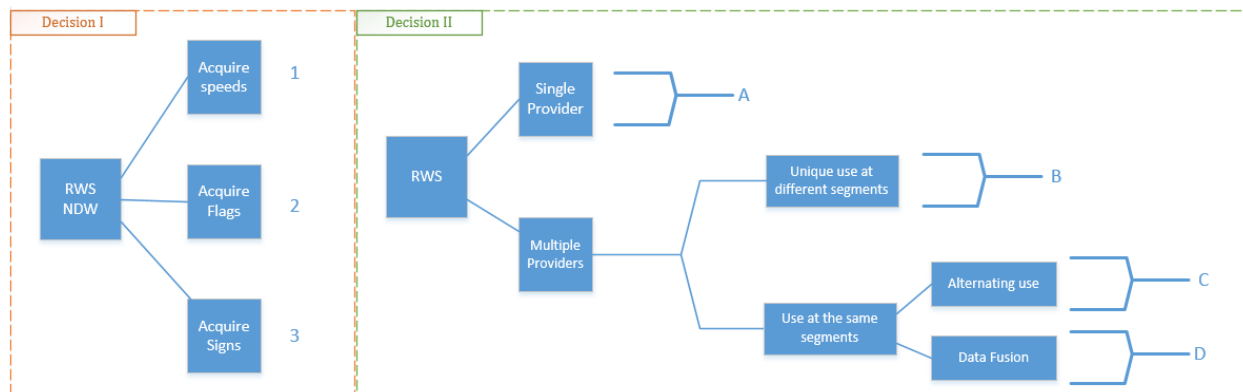 Decision I
Acquire
speeds
1
RWS
NDW
Acquire
Flags
2
Acquire
Signs
3
Decision II
Single
Provider
A
RWS
Unique use at
different segments
B
Multiple
Providers
Alternating use
C
Use at the same
segments
Data Fusion
D